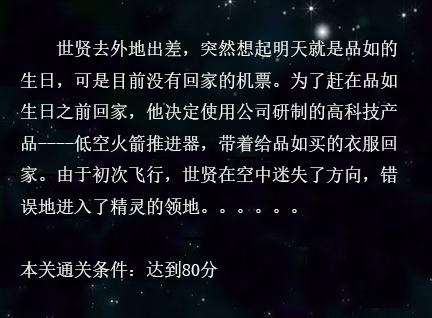 世贤去外地出差，突然想起明天就是品如的
生日，可是目前没有回家的机票。为了赶在品如
生日之前回家，他决定使用公司研制的高科技产
品----低空火箭推进器，带着给品如买的衣服回
家。由于初次飞行，世贤在空中迷失了方向，错
误地进入了精灵的领地。。。。。。
本关通关条件：达到80分